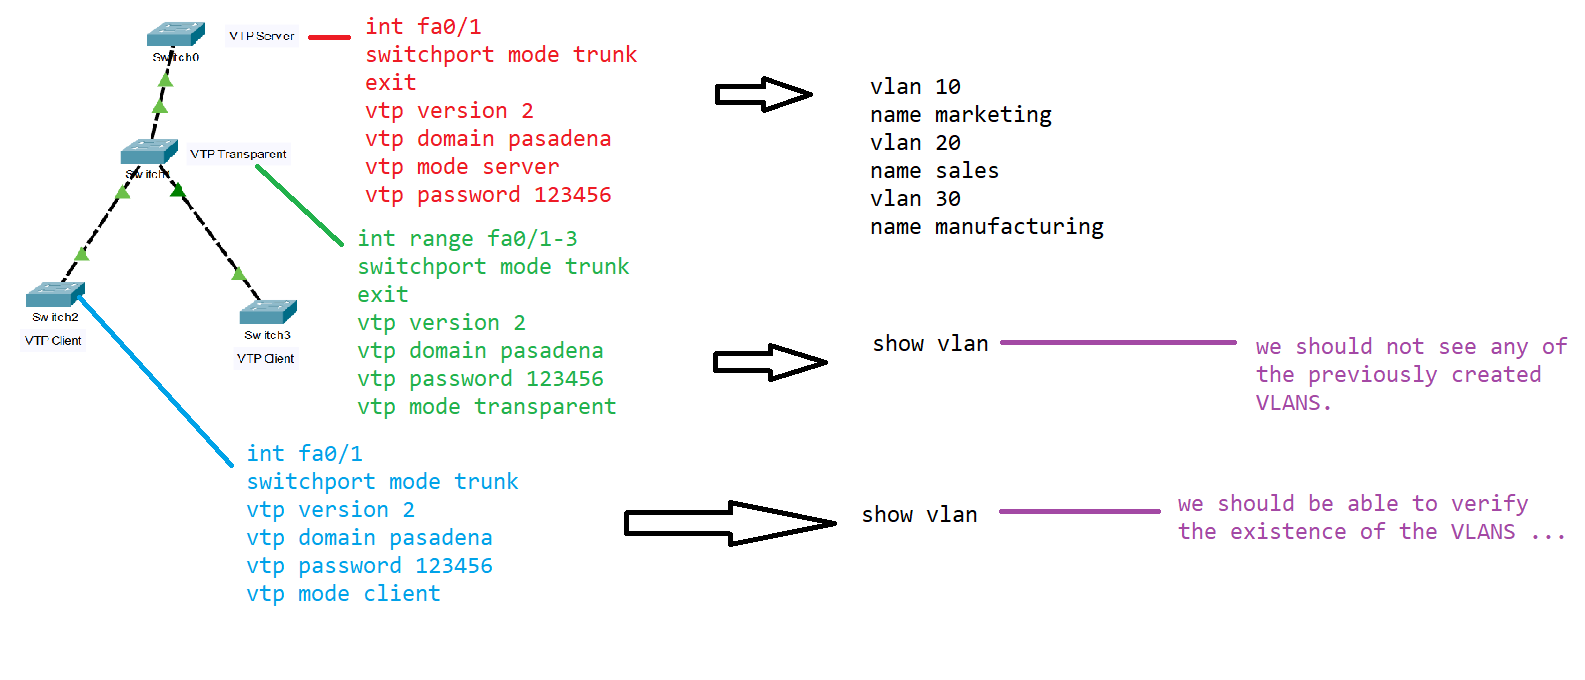 VTP Server
Switch0
int fa0/1
switchport mode trunk
exit
vtp version 2
vtp domain pasadena
vtp mode server
vtp password 123456
vlan 10
name marketing
vlan 20
name sales
vlan 30
name manufacturing
VTP Transparent
Switch1
int range fa0/1-3
switchport mode trunk
exit
vtp version 2
vtp domain pasadena
vtp password 123456
vtp mode transparent
show vlan
we should not see any of
the previously created
VLANS.
Switch2
VTP Client
Switch3
VTP Client
int fa0/1
switchport mode trunk
vtp version 2
vtp domain pasadena
vtp password 123456
vtp mode client
show vlan
we should be able to verify
the existence of the VLANS ...